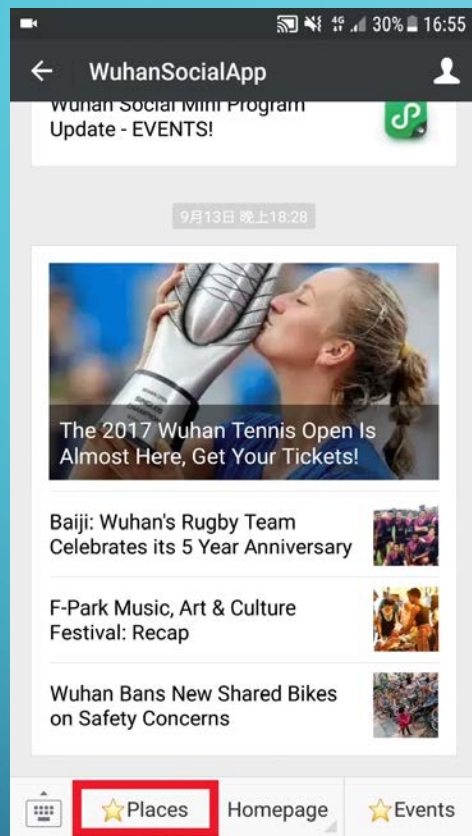 4G 30% 16:55
WuhanSocialApp
Wuhan Social Mini Program
Update - EVENTS!
9月13日 晚上18:28
The 2017 Wuhan Tennis Open Is
Almost Here, Get Your Tickets!
Baiji: Wuhan's Rugby Team
Celebrates its 5 Year Anniversary
F-Park Music, Art & Culture
Festival: Recap
Wuhan Bans New Shared Bikes
on Safety Concerns
Places Homepage Events